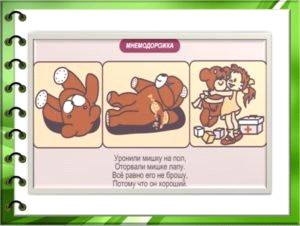 МНЕМОДОРОЖКА
Уронили мишку на пол,
Оторвали мишке лапу.
Всё равно его не брошу,
Потому что он хороший.